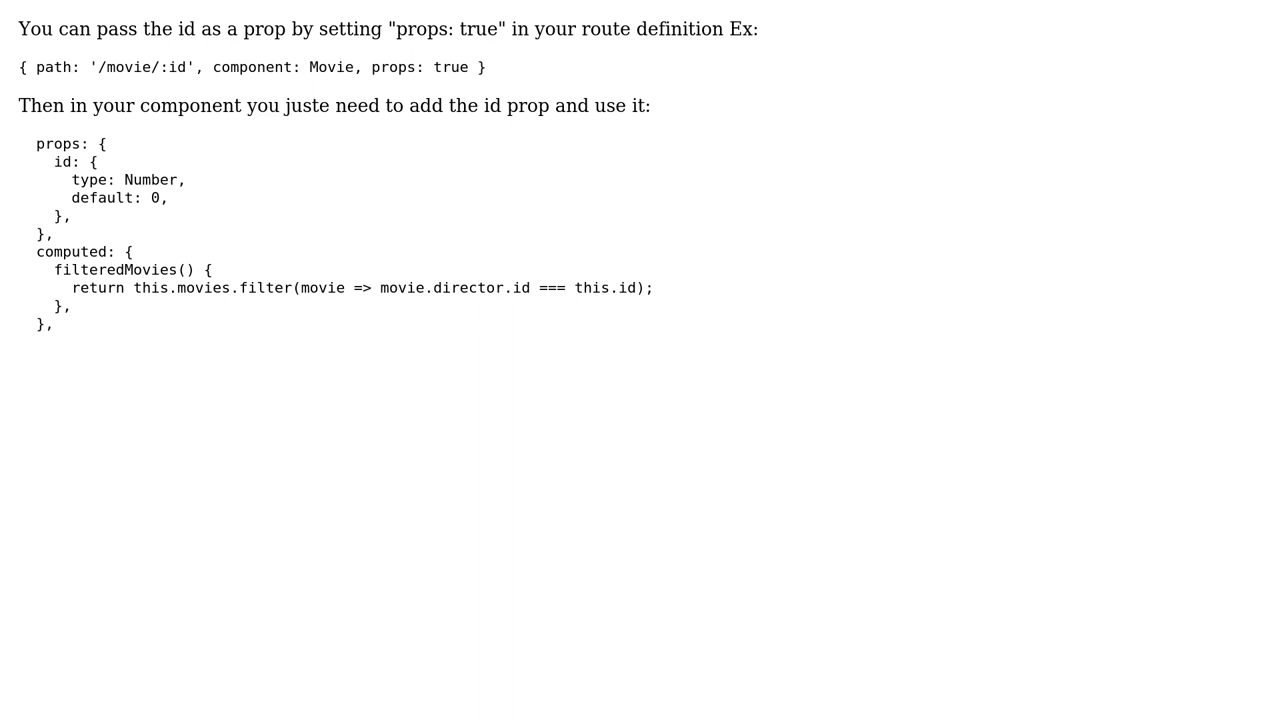 You can pass the id as a prop by setting "props: true" in your route definition Ex:
{ path: '/movie/:id', component: Movie, props: true }
Then in your component you juste need to add the id prop and use it:
  props: {
    id: {
      type: Number,
      default: 0,
    },
  },
  computed: {
    filteredMovies() {
      return this.movies.filter(movie => movie.director.id === this.id);
    },
  },